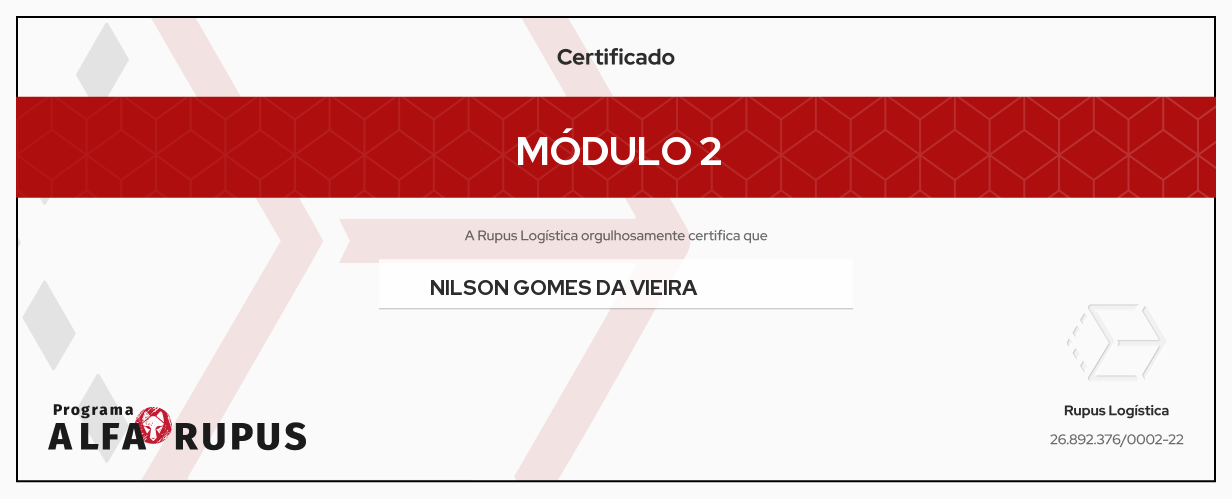 Certificado
MÓDULO 2
A Rupus Logística orgulhosamente certifica que
NILSON GOMES DA VIEIRA
Programa
ALFA RUPUS
Rupus Logística
26.892.376/0002-22